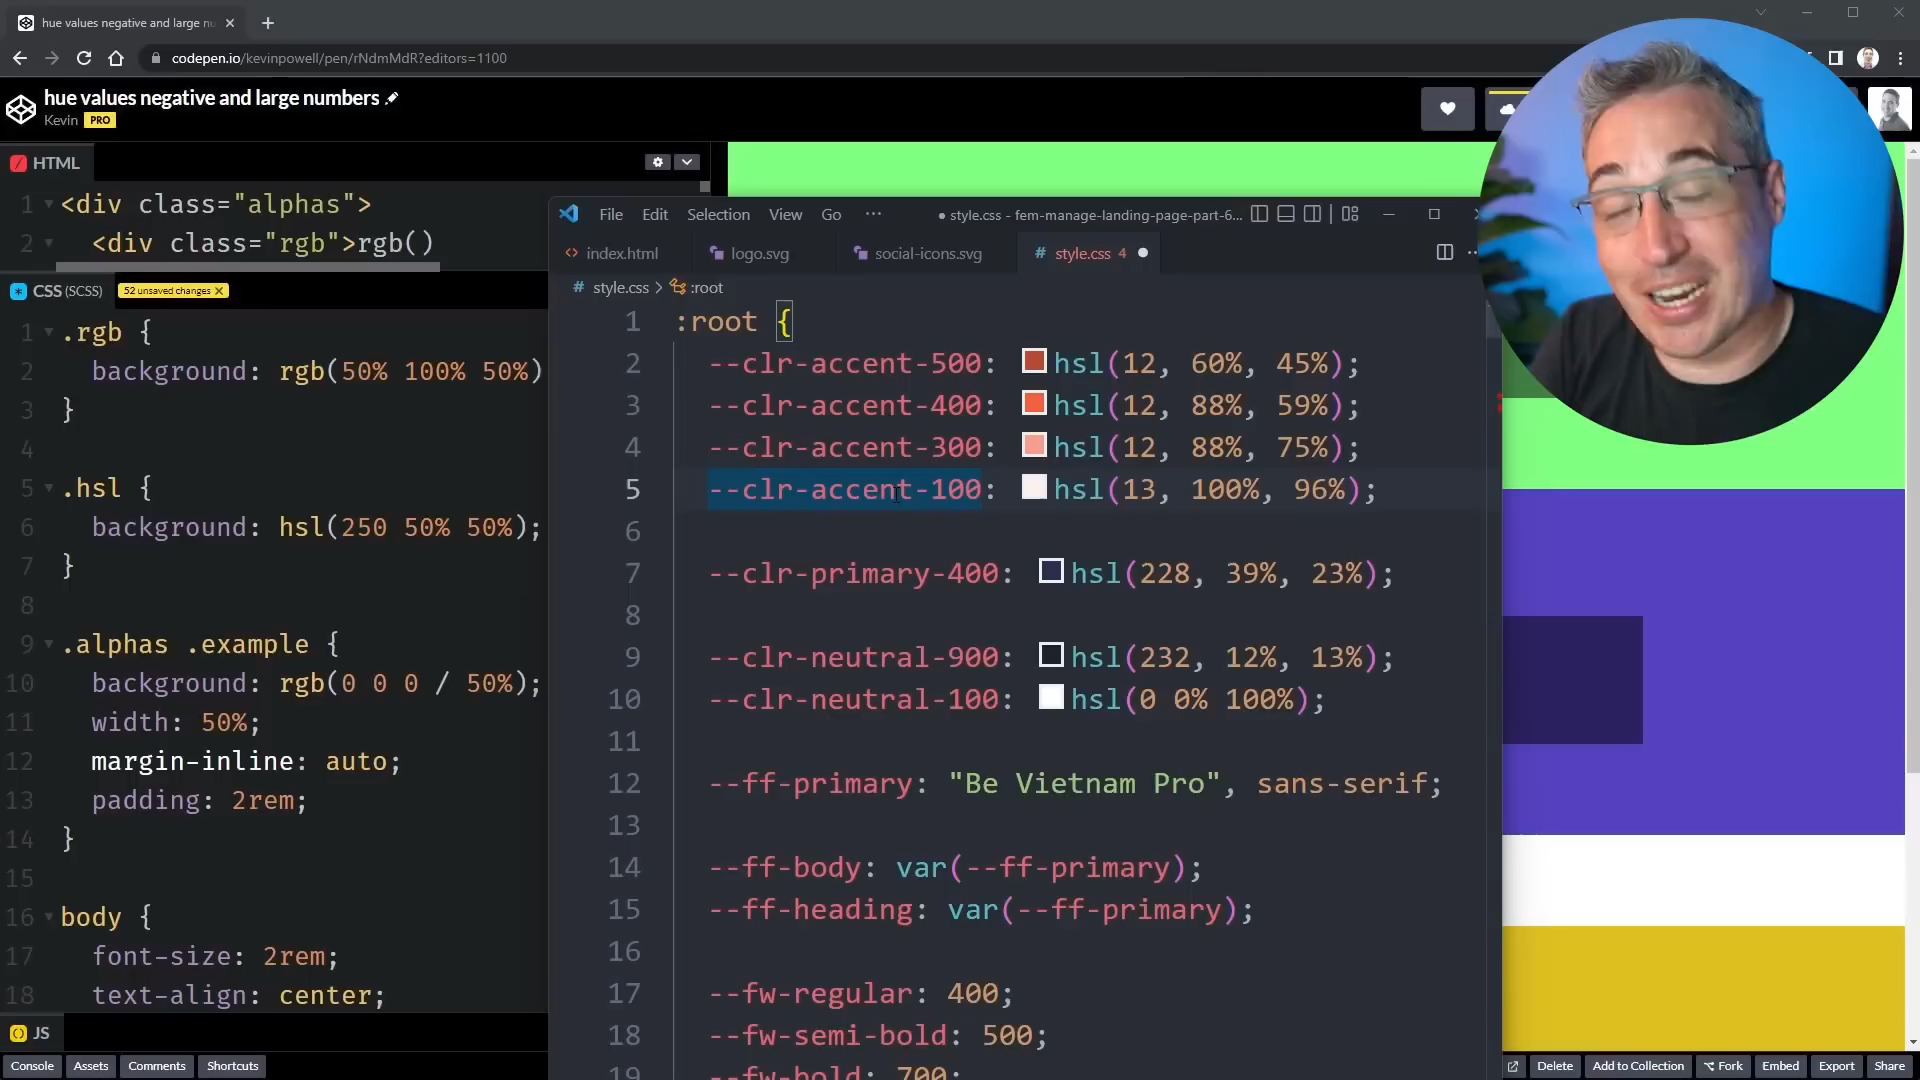 hue values negative and large nu
codepen.io/kevinpowell/pen/rNdmMdR?editors=1100
hue values negative and large numbers
Kevin PRO
HTML
1 <div class="alphas">
2 <div class="rgb">rgb()
CSS (SCSS) 52 unsaved changes ×
1 .rgb {
2 background: rgb(50% 100% 50%)
3 }
4
5 .hsl {
6 background: hsl(250 50% 50%);
7 }
8
9 .alphas .example {
10 background: rgb(0 0 0 / 50%);
11 width: 50%;
12 margin-inline: auto;
13 padding: 2rem;
14 }
15
16 body {
17 font-size: 2rem;
18 text-align: center;
JS
Console Assets Comments Shortcuts
File Edit Selection View Go ··· ● style.css - fem-manage-landing-page-part-6...
index.html logo.svg social-icons.svg # style.css 4
# style.css > :root
1 :root {
2 --clr-accent-500: hsl(12, 60%, 45%);
3 --clr-accent-400: hsl(12, 88%, 59%);
4 --clr-accent-300: hsl(12, 88%, 75%);
5 --clr-accent-100: hsl(13, 100%, 96%);
6
7 --clr-primary-400: hsl(228, 39%, 23%);
8
9 --clr-neutral-900: hsl(232, 12%, 13%);
10 --clr-neutral-100: hsl(0 0% 100%);
11
12 --ff-primary: "Be Vietnam Pro", sans-serif;
13
14 --ff-body: var(--ff-primary);
15 --ff-heading: var(--ff-primary);
16
17 --fw-regular: 400;
18 --fw-semi-bold: 500;
19 --fw-bold: 700;
Delete Add to Collection Fork Embed Export Share